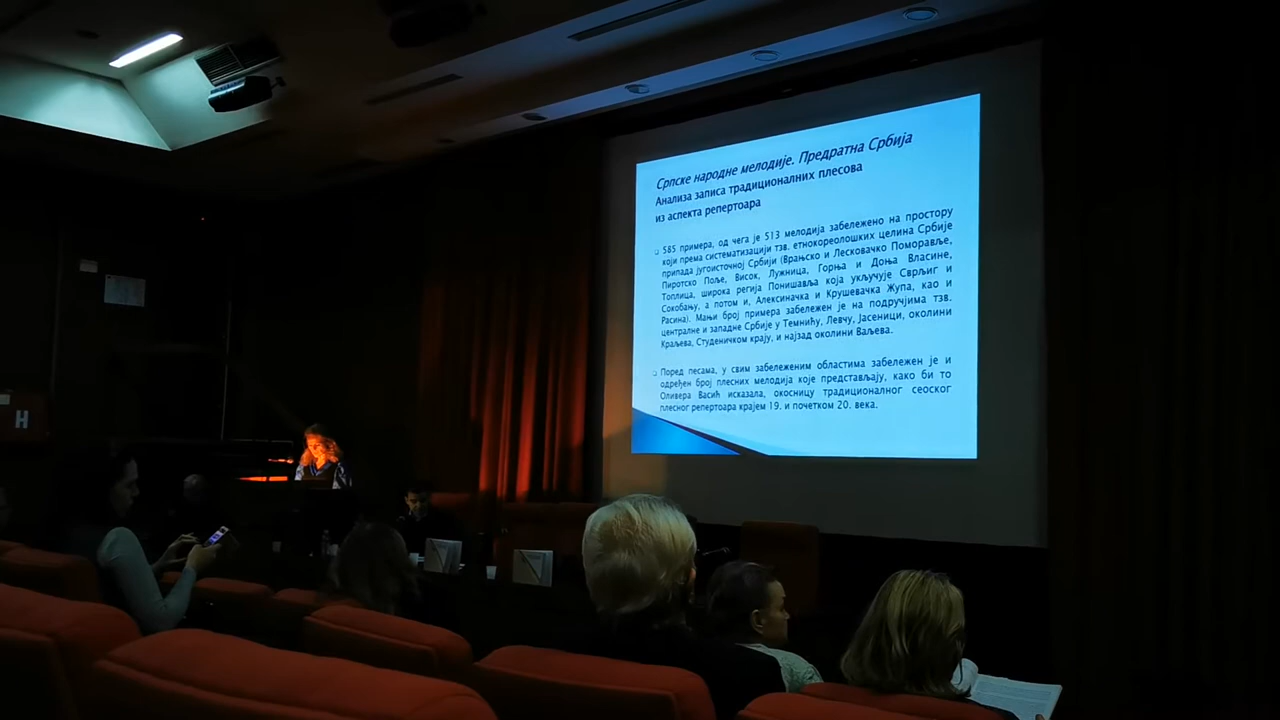 Српске народне мелодије. Предратна Србија
Анализа записа традиционалних плесова
из аспекта репертоара
585 примера, од чега је 513 мелодија забележено на простору
који према систематизацији тзв. етнокореолошких целина Србије
припада југоисточној Србији (Врањско и Лесковачко Поморавље,
Пиротско Поље, Висок, Лужница, Горња и Доња Власине,
Топлица, широка регија Понишавља која укључује Сврљиг и
Сокобању, а потом и, Алексиначка и Крушевачка Жупа, као и
Расина). Мањи број примера забележен је на подручјима тзв.
централне и западне Србије у Темнићу, Левчу, Јасеници, околини
Краљева, Студеничком крају, и најзад околини Ваљева.
Поред песама, у свим забележеним областима забележен је и
одређен број плесних мелодија које представљају, како би то
Оливера Васић исказала, окосницу традиционалног сеоског
плесног репертоара крајем 19. и почетком 20. века.
H